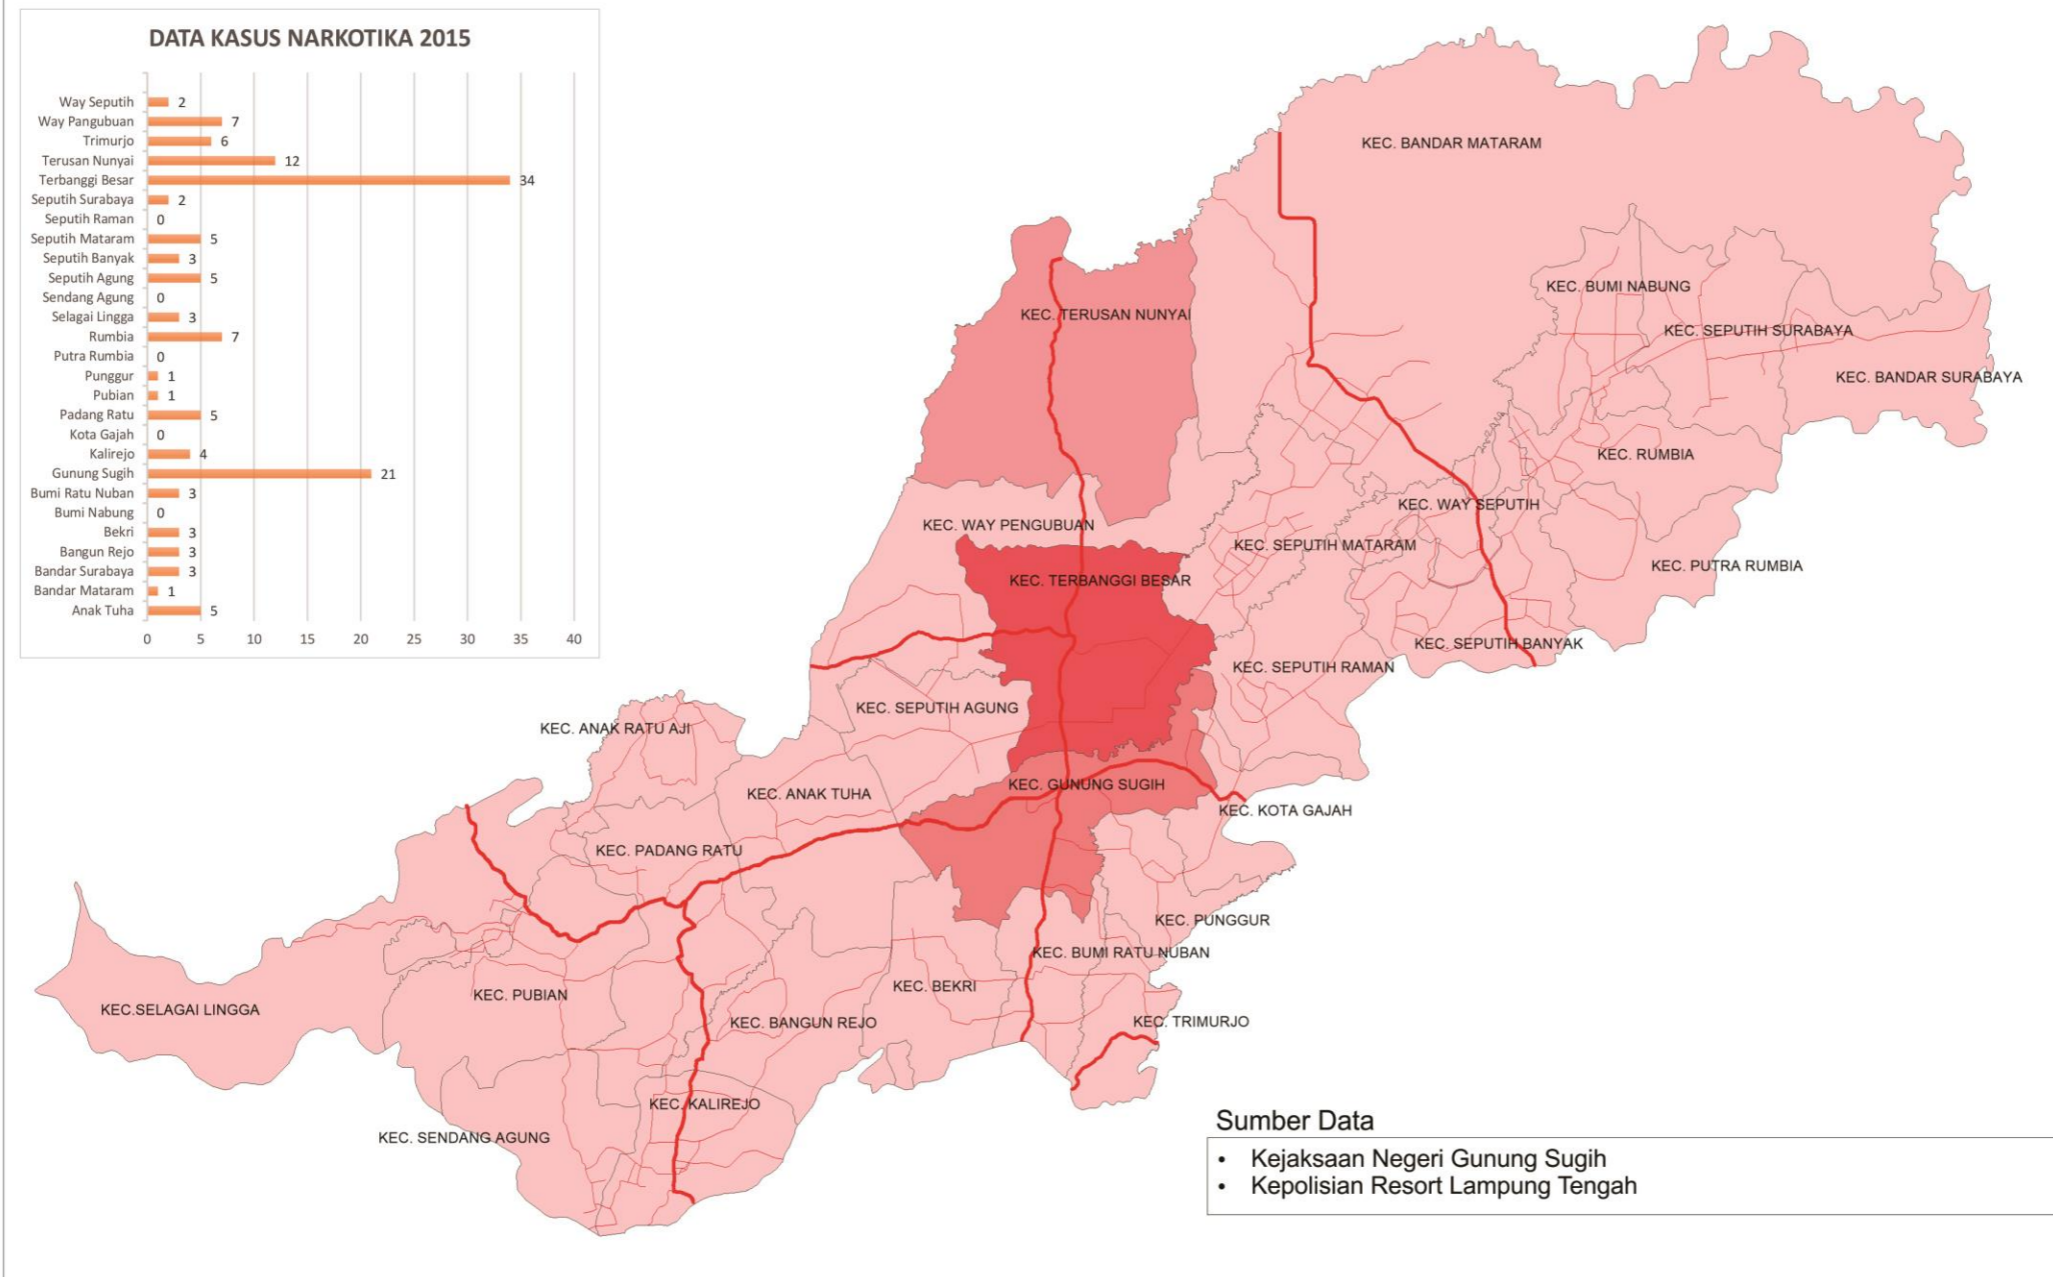 DATA KASUS NARKOTIKA 2015
Way Seputih 2
Way Pangubuan 7
Trimurjo 6
Terusan Nunyai 12
Terbanggi Besar 34
Seputih Surabaya 2
Seputih Raman 0
Seputih Mataram 5
Seputih Banyak 3
Seputih Agung 5
Sendang Agung 0
Selagai Lingga 3
Rumbia 7
Putra Rumbia 0
Punggur 1
Pubian 1
Padang Ratu 5
Kota Gajah 0
Kalirejo 4
Gunung Sugih 21
Bumi Ratu Nuban 3
Bumi Nabung 0
Bekri 3
Bangun Rejo 3
Bandar Surabaya 3
Bandar Mataram 1
Anak Tuha 5
0 5 10 15 20 25 30 35 40
KEC. BANDAR MATARAM
KEC. BUMI NABUNG
KEC. TERUSAN NUNYAI
KEC. SEPUTIH SURABAYA
KEC. BANDAR SURABAYA
KEC. RUMBIA
KEC. WAY SEPUTIH
KEC. WAY PENGUBUAN
KEC. SEPUTIH MATARAM
KEC. PUTRA RUMBIA
KEC. TERBANGGI BESAR
KEC. SEPUTIH BANYAK
KEC. SEPUTIH RAMAN
KEC. SEPUTIH AGUNG
KEC. ANAK RATU AJI
KEC. GUNUNG SUGIH
KEC. ANAK TUHA
KEC. KOTA GAJAH
KEC. PADANG RATU
KEC. PUNGGUR
KEC. BUMI RATU NUBAN
KEC. BEKRI
KEC. PUBIAN
KEC.SELAGAI LINGGA
KEC. BANGUN REJO
KEC. TRIMURJO
KEC. KALIREJO
KEC. SENDANG AGUNG
Sumber Data
• Kejaksaan Negeri Gunung Sugih
• Kepolisian Resort Lampung Tengah